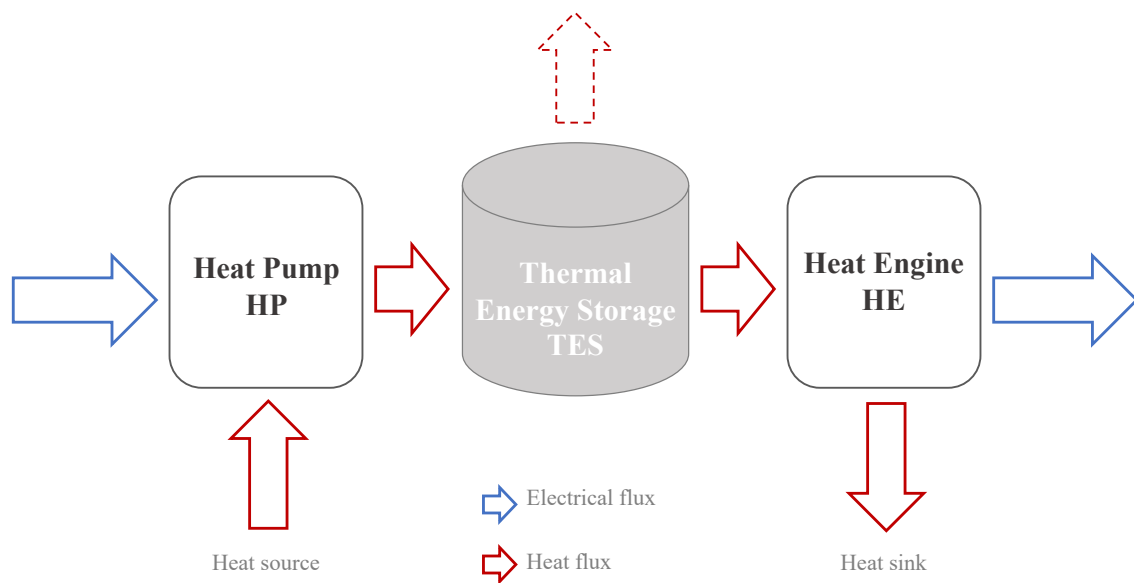 Heat Pump
HP
Thermal
Energy Storage
TES
Heat Engine
HE
Electrical flux
Heat source
Heat flux
Heat sink